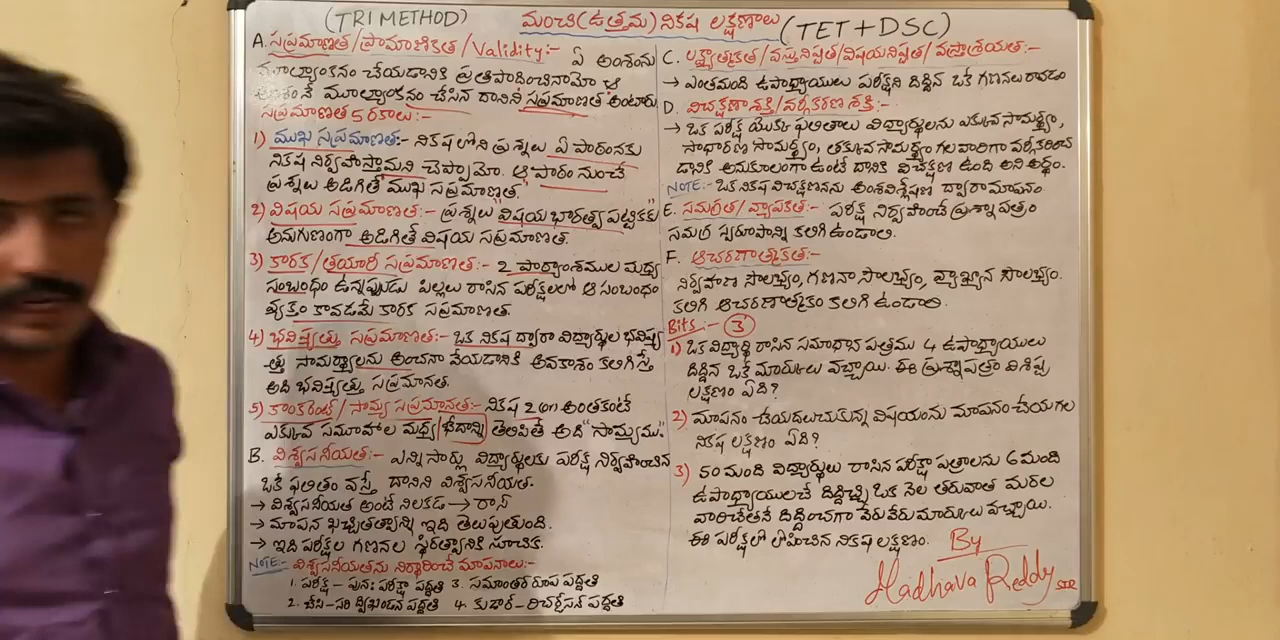 (TRI METHOD) మంచి(ఉత్తమ) నికష లక్షణాలు (TET+DSC)
A. సప్రమాణత/ప్రామాణికత/Validity:- ఏ అంశంను
మూల్యాంకనం చేయడానికి ప్రతిపాదించినామో ఆ
అంశంనే మూల్యాంకనం చేసిన దానిని సప్రమాణత అంటారు
సప్రమాణత 5 రకాలు:-
1) ముఖ సప్రమాణత:- నికషలోని ప్రశ్నలు ఏ పాఠంనకు
నికష నిర్వహిస్తామని చెప్పామో. ఆ పాఠం నుంచే
ప్రశ్నలు అడిగితే ముఖ సప్రమాణత.
2) విషయ సప్రమాణత:- ప్రశ్నలు "విషయ భారత్వ పట్టికకు"
అనుగుణంగా అడిగితే విషయ సప్రమాణత.
3) కారక/తయారీ సప్రమాణత:- 2 పాఠ్యాంశముల మధ్య
సంబంధం ఉన్నప్పుడు పిల్లలు రాసిన పరీక్షలలో ఆ సంబంధం
వ్యక్తం కావడమే కారక సప్రమాణత.
4) భవిష్యత్తు సప్రమాణత:- ఒక నికష ద్వారా విద్యార్థుల భవిష్య
త్తు సామర్థ్యాలను అంచనా వేయడానికి అవకాశం కలిగిస్తే
అది భవిష్యత్తు సప్రమానత.
5) కాంకరెంట్/సామ్య సప్రమానత:- నికష 2 లేదా అంతకంటే
ఎక్కువ సమూహాల మధ్య భేదాన్ని తెలిపితే అది "సామ్యము".
B. విశ్వసనీయత:- ఎన్ని సార్లు విద్యార్థులకు పరీక్ష నిర్వహించిన
ఒకే ఫలితం వస్తే దానిని విశ్వసనీయత.
→ విశ్వసనీయత అంటే నిలకడ → రాస్
→ మాపన ఖచ్చితత్వాన్ని ఇది తెలుపుతుంది.
→ ఇది పరీక్షల గణనల స్థిరత్వానికి సూచిక.
NOTE:- విశ్వసనీయతను నిర్ధారించే మాపనాలు:-
1. పరీక్ష - పునః పరీక్షా పద్ధతి 3. సమాంతర రూప పద్ధతి
2. బేసి-సరి ద్విఖండన పద్ధతి 4. కుడార్-రిచర్డ్‌సన్ పద్ధతి
C. లక్ష్యాత్మకత/వస్తునిష్ఠత/విషయనిష్ఠత/వస్త్వాశ్రయత:-
→ ఎంతమంది ఉపాధ్యాయులు పరీక్షని దిద్దిన ఒకే గణనలు రావడం
D. విచక్షణాశక్తి/వర్గీకరణ శక్తి:-
→ ఒక పరీక్ష యొక్క ఫలితాలు విద్యార్థులను ఎక్కువ సామర్థ్యం,
సాధారణ సామర్థ్యం, తక్కువ సామర్థ్యం గల వారిగా వర్గీకరించ
డానికి అనుకూలంగా ఉంటే దానికి విచక్షణ ఉంది అని అర్థం.
NOTE:- ఒక నికష విచక్షణను అంశవిశ్లేషణ ద్వారా మాపనం
E. సమగ్రత/వ్యాపకత:- పరీక్ష నిర్వహించే ప్రశ్నా పత్రం
సమగ్ర స్వరూపాన్ని కలిగి ఉండాలి.
F. ఆచరణాత్మకత:-
నిర్వహణ సౌలభ్యం, గణనా సౌలభ్యం, వ్యాఖ్యాన సౌలభ్యం.
కలిగి ఆచరణాత్మకం కలిగి ఉండాలి.
Bits:- 3
1) ఒక విద్యార్థి రాసిన సమాధాన పత్రము 4 ఉపాధ్యాయులు
దిద్దిన ఒకే మార్కులు వచ్చాయి. ఈ ప్రశ్నాపత్రం విశిష్ట
లక్షణం ఏది?
2) మాపనం చేయదలుచుకున్న విషయంను మాపనం చేయగల
నికష లక్షణం ఏది?
3) 50 మంది విద్యార్థులు రాసిన పరీక్షా పత్రాలను 6 మంది
ఉపాధ్యాయులచే దిద్దించి ఒక నెల తరువాత మరల
వారిచేతనే దిద్దించగా వేరువేరు మార్కులు వచ్చాయి.
ఈ పరీక్షలో లోపించిన నికష లక్షణం.
By
Madhava Reddy SIR